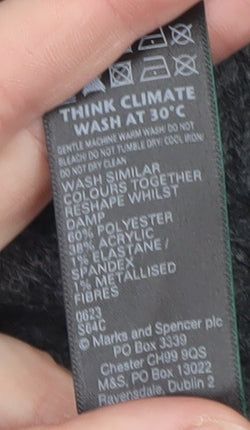 THINK CLIMATE
WASH AT 30°C
GENTLE MACHINE WARM WASH: DO NOT
BLEACH: DO NOT TUMBLE DRY: COOL IRON:
DO NOT DRY CLEAN
WASH SIMILAR
COLOURS TOGETHER
RESHAPE WHILST
DAMP
60% POLYESTER
38% ACRYLIC
1% ELASTANE /
SPANDEX
1% METALLISED
FIBRES
0623
S64C
© Marks and Spencer plc
PO Box 3339
Chester CH99 9QS
M&S, PO Box 13022
Ravensdale, Dublin 2